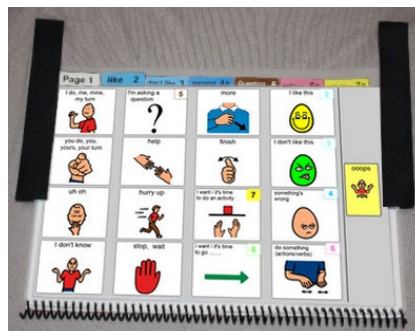 Page 1
like 2
I do, me, mine,
my turn
I'm asking a
question
5
more
I like this
2
you do, you,
yours, your turn
help
finish
I don't like this
3
ooops
uh oh
hurry up
I want / it's time
to do an activity
7
something's
wrong
4
I don't know
stop, wait
I want / it's time
to go ......
8
do something
(actions/verbs)
6